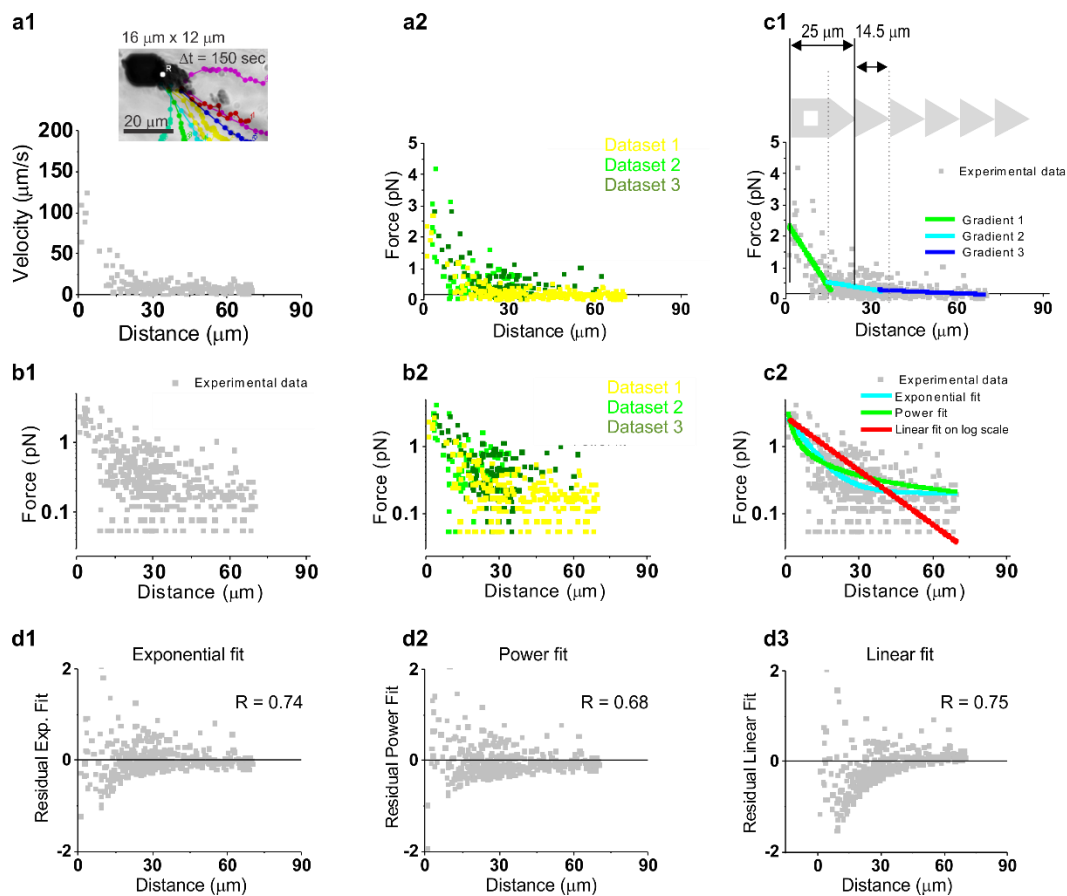 a1
16 μm x 12 μm
Δt = 150 sec
R
20 μm
200
150
100
50
0
Velocity (μm/s)
0 30 60 90
Distance (μm)
a2
Dataset 1
Dataset 2
Dataset 3
5
4
3
2
1
0
Force (pN)
0 30 60 90
Distance (μm)
c1
25 μm
14.5 μm
Experimental data
Gradient 1
Gradient 2
Gradient 3
5
4
3
2
1
0
Force (pN)
0 30 60 90
Distance (μm)
b1
Experimental data
1
0.1
Force (pN)
0 30 60 90
Distance (μm)
b2
Dataset 1
Dataset 2
Dataset 3
1
0.1
Force (pN)
0 30 60 90
Distance (μm)
c2
Experimental data
Exponential fit
Power fit
Linear fit on log scale
1
0.1
Force (pN)
0 30 60 90
Distance (μm)
d1
Exponential fit
R = 0.74
2
0
-2
Residual Exp. Fit
0 30 60 90
Distance (μm)
d2
Power fit
R = 0.68
2
0
-2
Residual Power Fit
0 30 60 90
Distance (μm)
d3
Linear fit
R = 0.75
2
0
-2
Residual Linear Fit
0 30 60 90
Distance (μm)